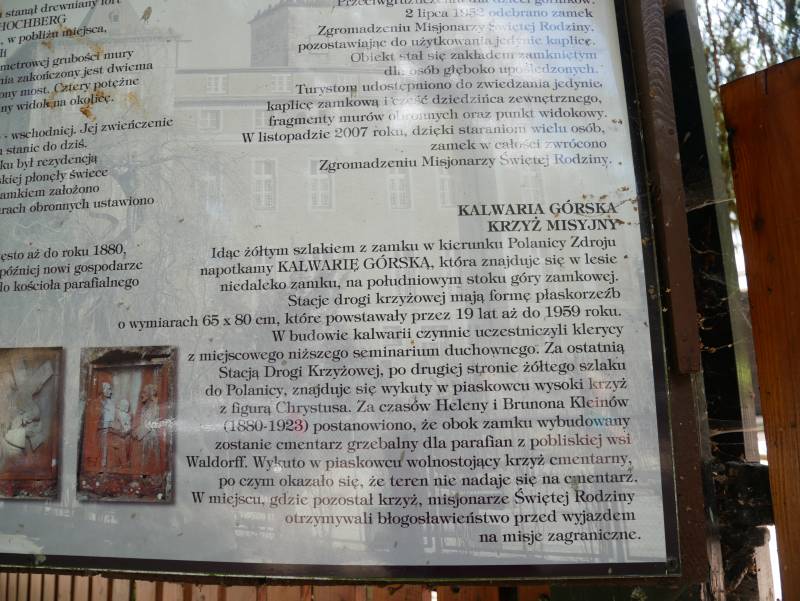 stanął drewniany fort
HOCHBERG
, w pobliżu miejsca,
metrowej grubości mury
nia zakończony jest dwiema
ony most. Cztery potężne
ny widok na okolicę.
- wschodniej. Jej zwieńczenie
stanic do dziś.
ku był rezydencją
skiej płonęły świece
amkiem założono
rach obronnych ustawiono
ęsto aż do roku 1880,
później nowi gospodarze
do kościoła parafialnego
2 lipca 1952 odebrano zamek
Zgromadzeniu Misjonarzy Świętej Rodziny,
pozostawiając do użytkowania jedynie kaplicę.
Obiekt stał się zakładem zamkniętym
dla osób głęboko upośledzonych.
Turystom udostępniono do zwiedzania jedynie
kaplicę zamkową i część dziedzińca zewnętrznego,
fragmenty murów obronnych oraz punkt widokowy.
W listopadzie 2007 roku, dzięki staraniom wielu osób,
zamek w całości zwrócono
Zgromadzeniu Misjonarzy Świętej Rodziny.
KALWARIA GÓRSKA
KRZYŻ MISYJNY
Idąc żółtym szlakiem z zamku w kierunku Polanicy Zdroju
napotkamy KALWARIĘ GÓRSKĄ, która znajduje się w lesie
niedaleko zamku, na południowym stoku góry zamkowej.
Stacje drogi krzyżowej mają formę płaskorzeźb
o wymiarach 65 x 80 cm, które powstawały przez 19 lat aż do 1959 roku.
W budowie kalwarii czynnie uczestniczyli klerycy
z miejscowego niższego seminarium duchownego. Za ostatnią
Stacją Drogi Krzyżowej, po drugiej stronie żółtego szlaku
do Polanicy, znajduje się wykuty w piaskowcu wysoki krzyż
z figurą Chrystusa. Za czasów Heleny i Brunona Kleinów
(1880-1923) postanowiono, że obok zamku wybudowany
zostanie cmentarz grzebalny dla parafian z pobliskiej wsi
Waldorff. Wykuto w piaskowcu wolnostojący krzyż cmentarny,
po czym okazało się, że teren nie nadaje się na cmentarz.
W miejscu, gdzie pozostał krzyż, misjonarze Świętej Rodziny
otrzymywali błogosławieństwo przed wyjazdem
na misje zagraniczne.